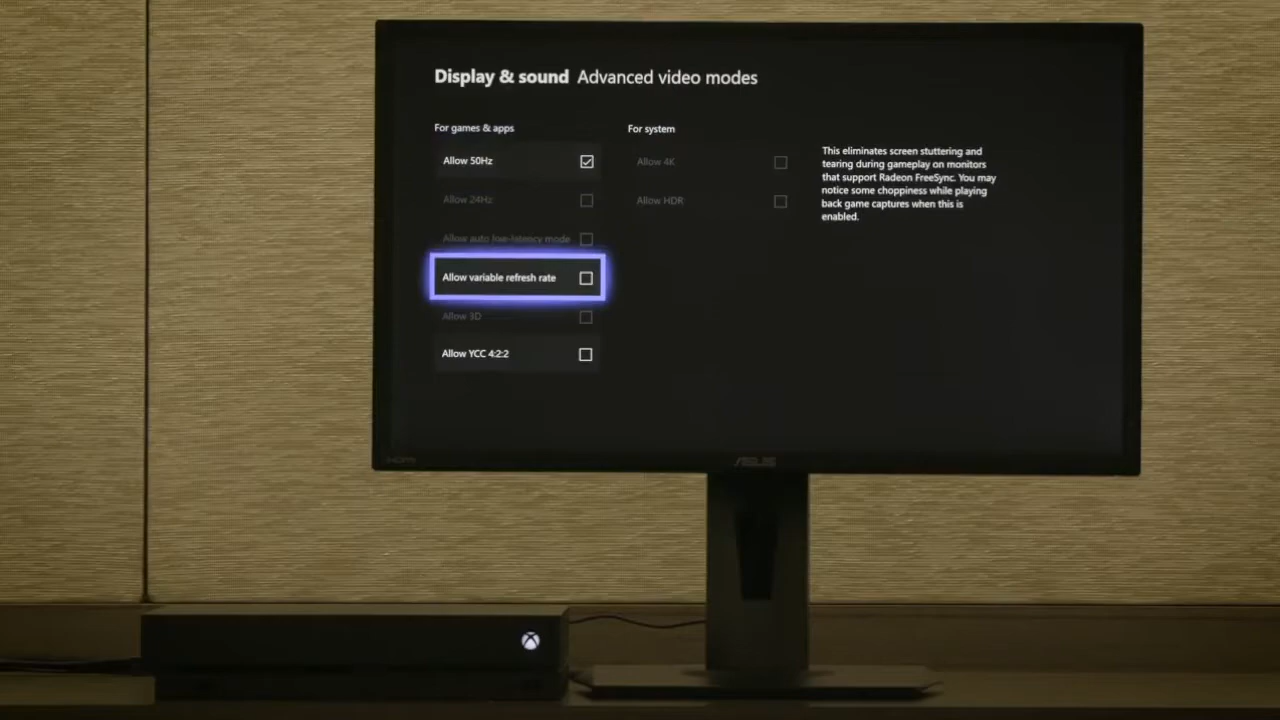 Display & sound Advanced video modes
For games & apps
Allow 50Hz
Allow 24Hz
Allow auto low-latency mode
Allow variable refresh rate
Allow 3D
Allow YCC 4:2:2
For system
Allow 4K
Allow HDR
This eliminates screen stuttering and
tearing during gameplay on monitors
that support Radeon FreeSync. You may
notice some choppiness while playing
back game captures when this is
enabled.
HDMI
ASUS